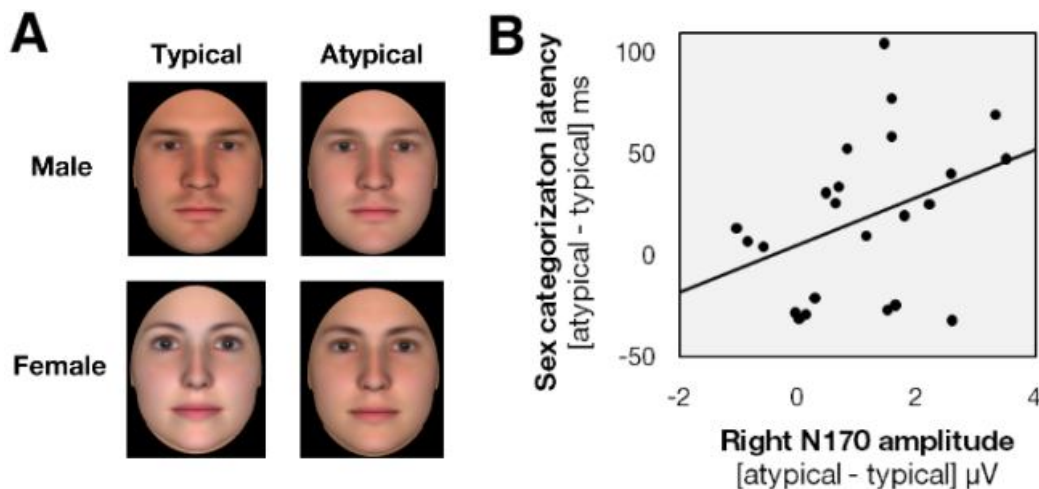 A
Typical
Atypical
Male
Female
B
Sex categorizaton latency
[atypical - typical] ms
100
50
0
-50
-2
0
2
4
Right N170 amplitude
[atypical - typical] µV